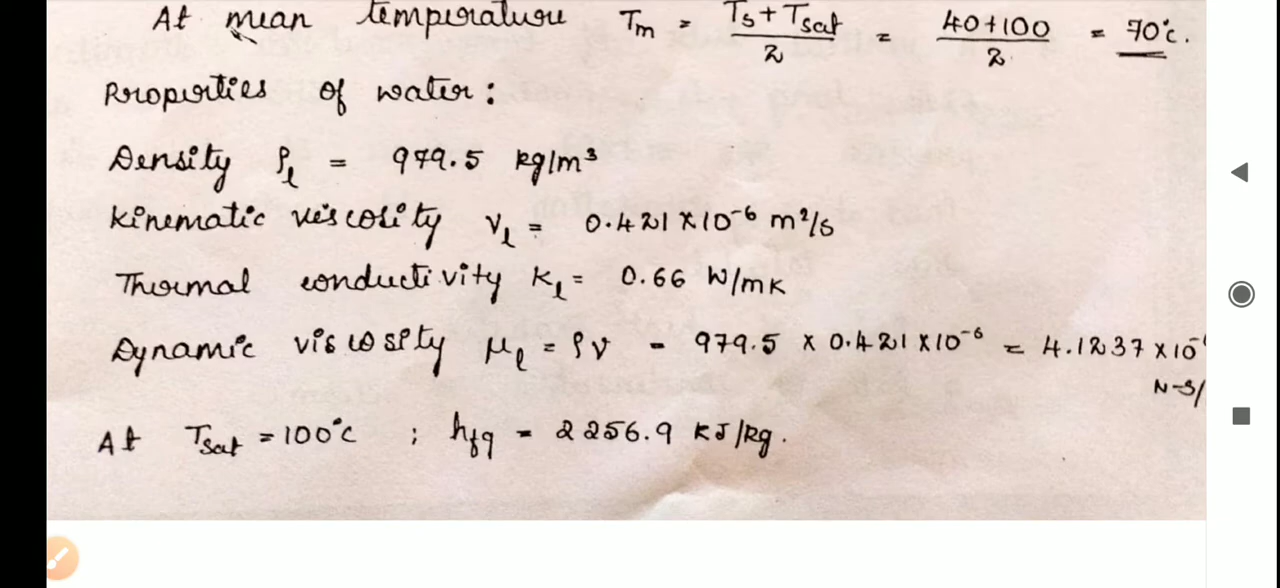 At mean temperature Tm = Ts + Tsat / 2 = 40+100 / 2 = 70°c.
Properties of water:
Density ρl = 979.5 kg/m³
Kinematic viscosity νl = 0.421 × 10⁻⁶ m²/s
Thermal conductivity Kl = 0.66 W/mK
Dynamic viscosity μl = ρν = 979.5 × 0.421 × 10⁻⁶ = 4.1237 × 10⁻
N-S/
At Tsat = 100°c ; hfg = 2256.9 KJ/kg.